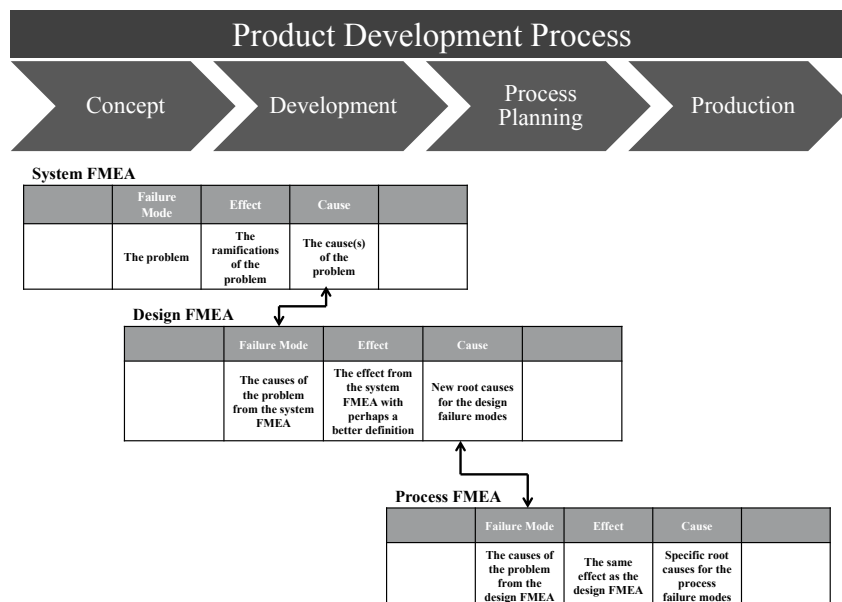 Product Development Process
Concept
Development
Process
Planning
Production
System FMEA
Failure
Mode
Effect
Cause
The problem
The
ramifications
of the
problem
The cause(s)
of the
problem
Design FMEA
Failure Mode
Effect
Cause
The causes of
the problem
from the system
FMEA
The effect from
the system
FMEA with
perhaps a
better definition
New root causes
for the design
failure modes
Process FMEA
Failure Mode
Effect
Cause
The causes of
the problem
from the
design FMEA
The same
effect as the
design FMEA
Specific root
causes for the
process
failure modes